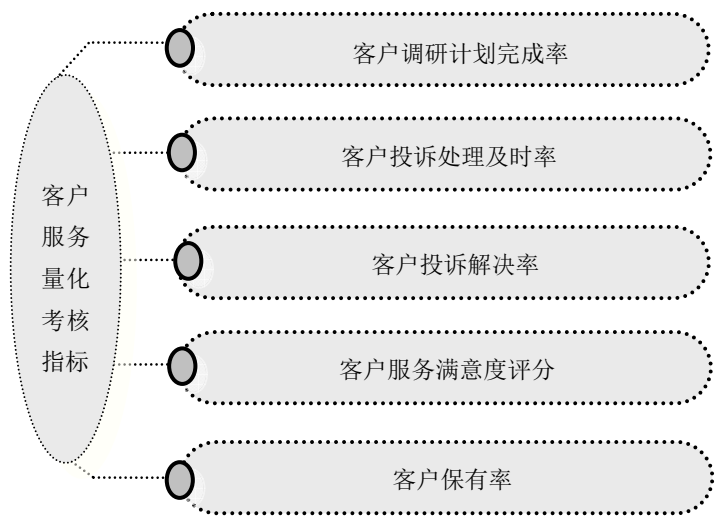 客户调研计划完成率
客户投诉处理及时率
客户
服务
量化
考核
指标
客户投诉解决率
客户服务满意度评分
客户保有率